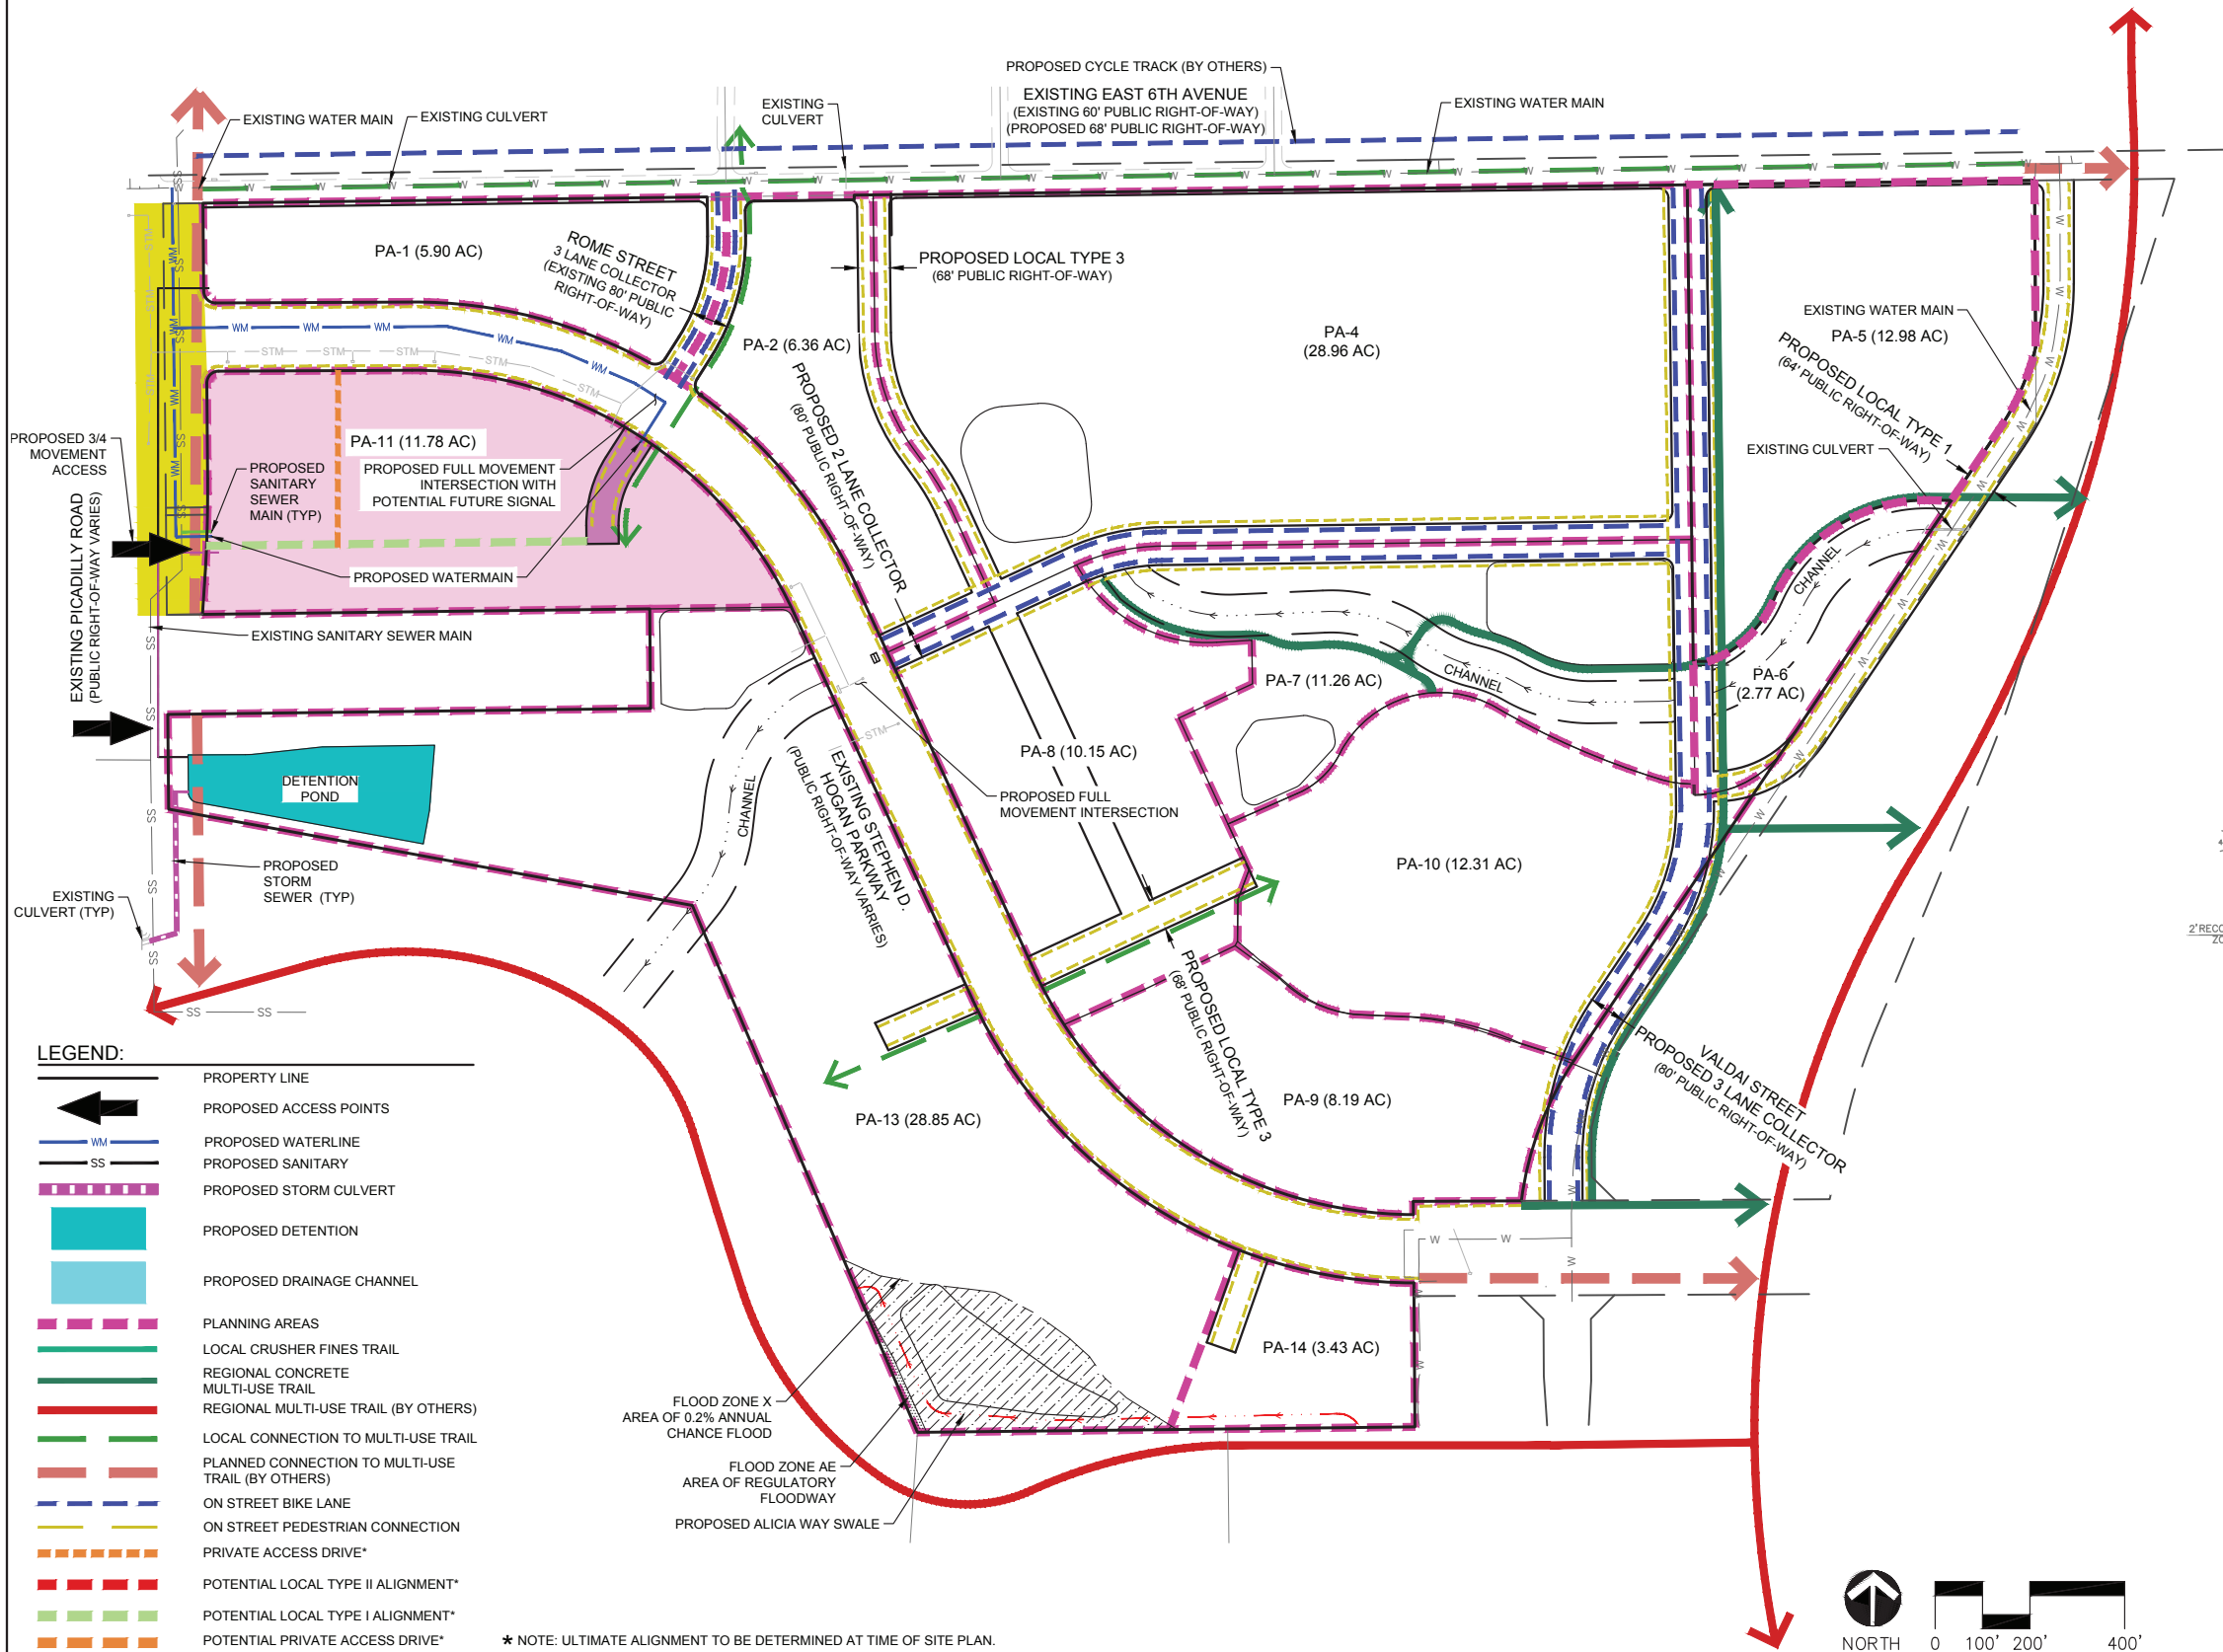 PROPOSED CYCLE TRACK (BY OTHERS)
EXISTING EAST 6TH AVENUE
(EXISTING 60' PUBLIC RIGHT-OF-WAY)
(PROPOSED 68' PUBLIC RIGHT-OF-WAY)
EXISTING WATER MAIN
EXISTING CULVERT
EXISTING
CULVERT
EXISTING WATER MAIN
PA-1 (5.90 AC)
ROME STREET
3 LANE COLLECTOR
(EXISTING 80' PUBLIC
RIGHT-OF-WAY)
PROPOSED LOCAL TYPE 3
(68' PUBLIC RIGHT-OF-WAY)
PA-2 (6.36 AC)
PA-4
(28.96 AC)
EXISTING WATER MAIN
PA-5 (12.98 AC)
PROPOSED LOCAL TYPE 1
(64' PUBLIC RIGHT-OF-WAY)
EXISTING CULVERT
PROPOSED 2 LANE COLLECTOR
(80' PUBLIC RIGHT-OF-WAY)
PROPOSED 3/4
MOVEMENT
ACCESS
PA-11 (11.78 AC)
PROPOSED
SANITARY
SEWER
MAIN (TYP)
PROPOSED FULL MOVEMENT
INTERSECTION WITH
POTENTIAL FUTURE SIGNAL
PROPOSED WATERMAIN
EXISTING PICADILLY ROAD
(PUBLIC RIGHT-OF-WAY VARIES)
EXISTING SANITARY SEWER MAIN
CHANNEL
CHANNEL
PA-6
(2.77 AC)
PA-7 (11.26 AC)
PA-8 (10.15 AC)
PROPOSED FULL
MOVEMENT INTERSECTION
EXISTING STEPHEN D.
HOGAN PARKWAY
(PUBLIC RIGHT-OF-WAY VARRIES)
CHANNEL
DETENTION
POND
PROPOSED
STORM
SEWER (TYP)
EXISTING
CULVERT (TYP)
PA-10 (12.31 AC)
PROPOSED LOCAL TYPE 3
(68' PUBLIC RIGHT-OF-WAY)
VALDAI STREET
PROPOSED 3 LANE COLLECTOR
(80' PUBLIC RIGHT-OF-WAY)
PA-9 (8.19 AC)
PA-13 (28.85 AC)
PA-14 (3.43 AC)
FLOOD ZONE X
AREA OF 0.2% ANNUAL
CHANCE FLOOD
FLOOD ZONE AE
AREA OF REGULATORY
FLOODWAY
PROPOSED ALICIA WAY SWALE
LEGEND:
PROPERTY LINE
PROPOSED ACCESS POINTS
WM PROPOSED WATERLINE
SS PROPOSED SANITARY
PROPOSED STORM CULVERT
PROPOSED DETENTION
PROPOSED DRAINAGE CHANNEL
PLANNING AREAS
LOCAL CRUSHER FINES TRAIL
REGIONAL CONCRETE
MULTI-USE TRAIL
REGIONAL MULTI-USE TRAIL (BY OTHERS)
LOCAL CONNECTION TO MULTI-USE TRAIL
PLANNED CONNECTION TO MULTI-USE
TRAIL (BY OTHERS)
ON STREET BIKE LANE
ON STREET PEDESTRIAN CONNECTION
PRIVATE ACCESS DRIVE*
POTENTIAL LOCAL TYPE II ALIGNMENT*
POTENTIAL LOCAL TYPE I ALIGNMENT*
POTENTIAL PRIVATE ACCESS DRIVE*
* NOTE: ULTIMATE ALIGNMENT TO BE DETERMINED AT TIME OF SITE PLAN.
NORTH
0 100' 200' 400'